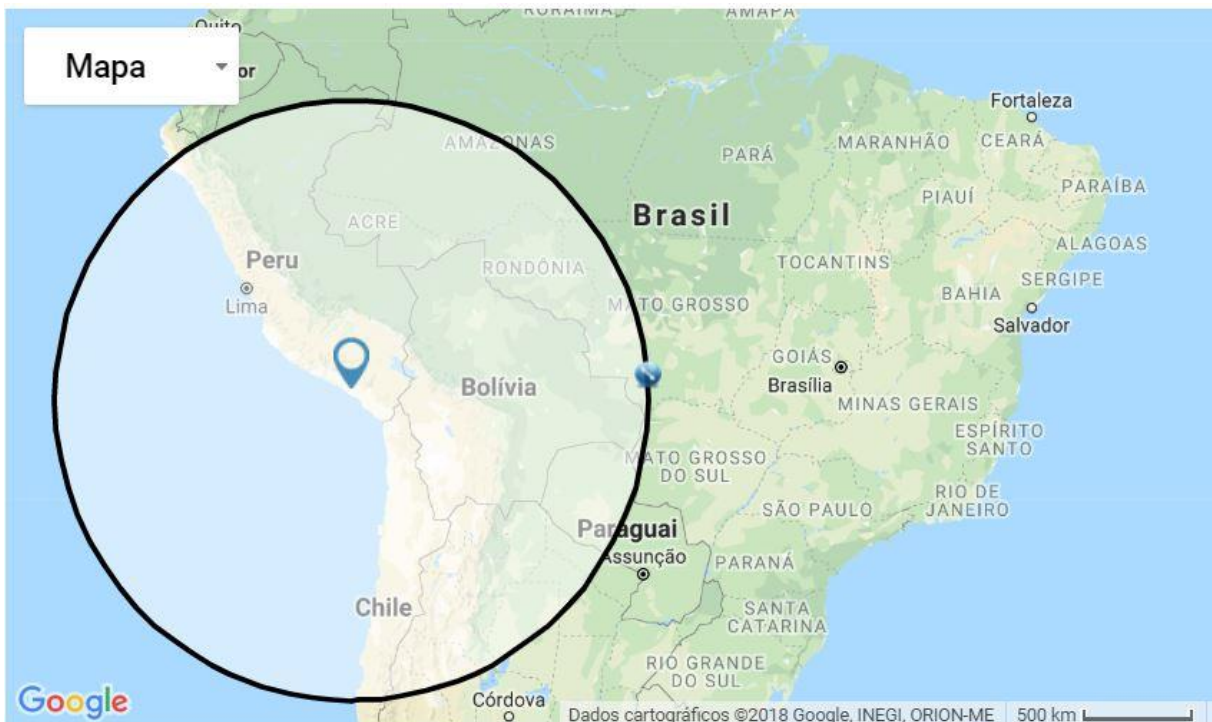 RORAIMA
AMAPÁ
Quito
Mapa
or
Fortaleza
AMAZONAS
PARÁ
MARANHÃO
CEARÁ
PIAUÍ
PARAÍBA
ACRE
Brasil
ALAGOAS
Peru
RONDÔNIA
TOCANTINS
SERGIPE
Lima
MATO GROSSO
BAHIA
Salvador
GOIÁS
Bolívia
Brasília
MINAS GERAIS
ESPÍRITO
SANTO
MATO GROSSO
DO SUL
RIO DE
JANEIRO
SÃO PAULO
Paraguai
Assunção
PARANÁ
Chile
SANTA
CATARINA
RIO GRANDE
DO SUL
Google
Córdova
Dados cartográficos ©2018 Google, INEGI, ORION-ME
500 km